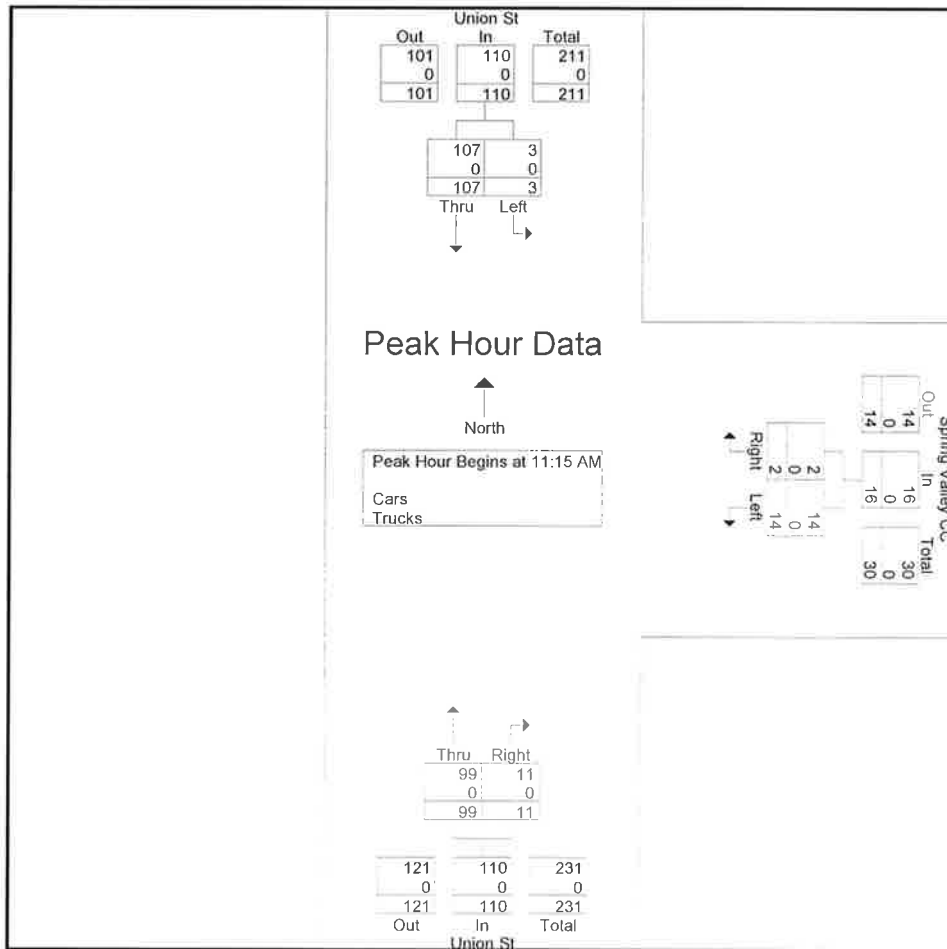 Union St
Out In Total
101 110 211
0 0 0
101 110 211
107 3
0 0
107 3
Thru Left
Peak Hour Data
North
Peak Hour Begins at 11:15 AM
Cars
Trucks
Spring Valley CC
Out In Total
14 16 30
0 0 0
14 16 30
2 14
0 0
2 14
Right Left
Thru Right
99 11
0 0
99 11
121 110 231
0 0 0
121 110 231
Out In Total
Union St